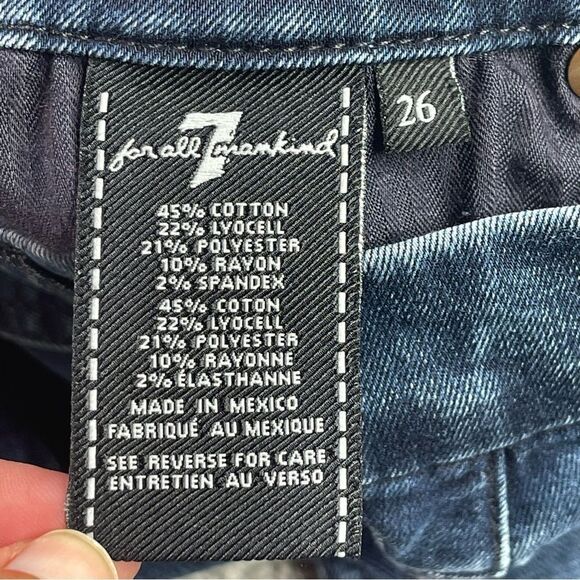 for all 7 mankind
26
45% COTTON
22% LYOCELL
21% POLYESTER
10% RAYON
2% SPANDEX
45% COTON
22% LYOCELL
21% POLYESTER
10% RAYONNE
2% ÉLASTHANNE
MADE IN MEXICO
FABRIQUÉ AU MEXIQUE
SEE REVERSE FOR CARE
ENTRETIEN AU VERSO